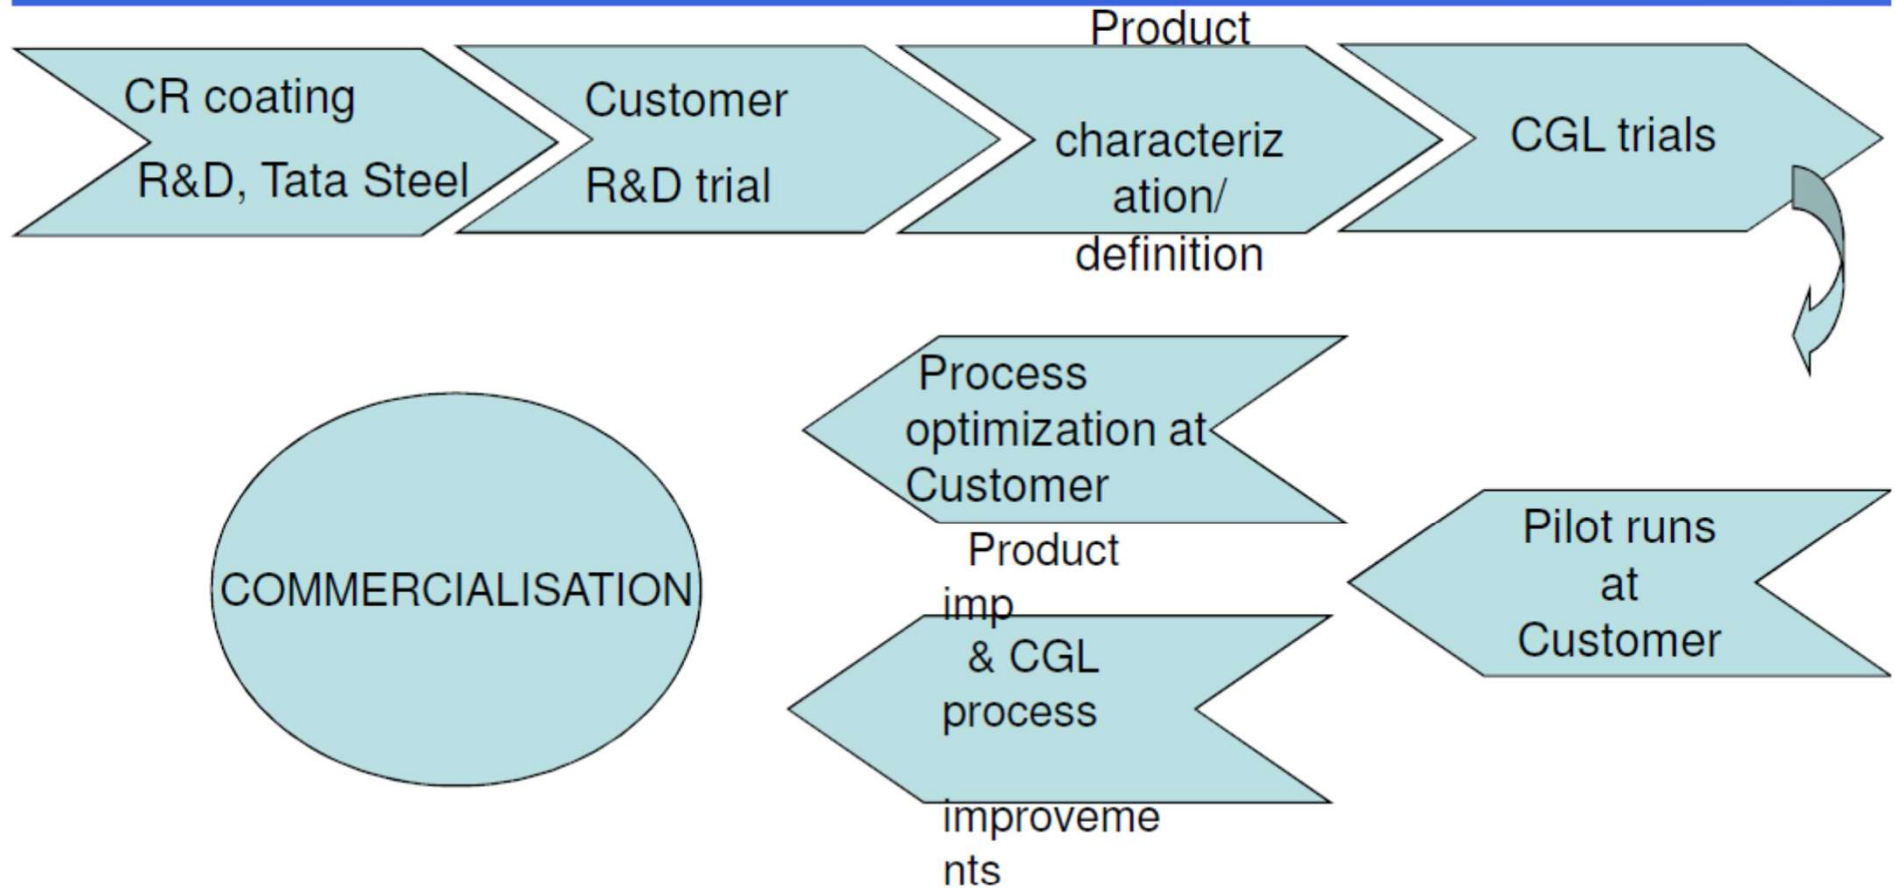 CR coating
R&D, Tata Steel
Customer
R&D trial
Product
characteriz
ation/
definition
CGL trials
Pilot runs
at
Customer
Process
optimization at
Customer
Product
imp
& CGL
process
improveme
nts
COMMERCIALISATION